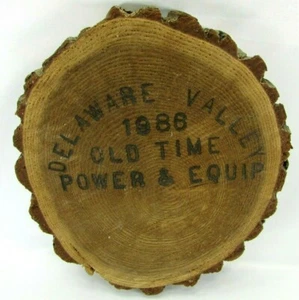 DELAWARE VALLEY
1986
OLD TIME
POWER & EQUIP